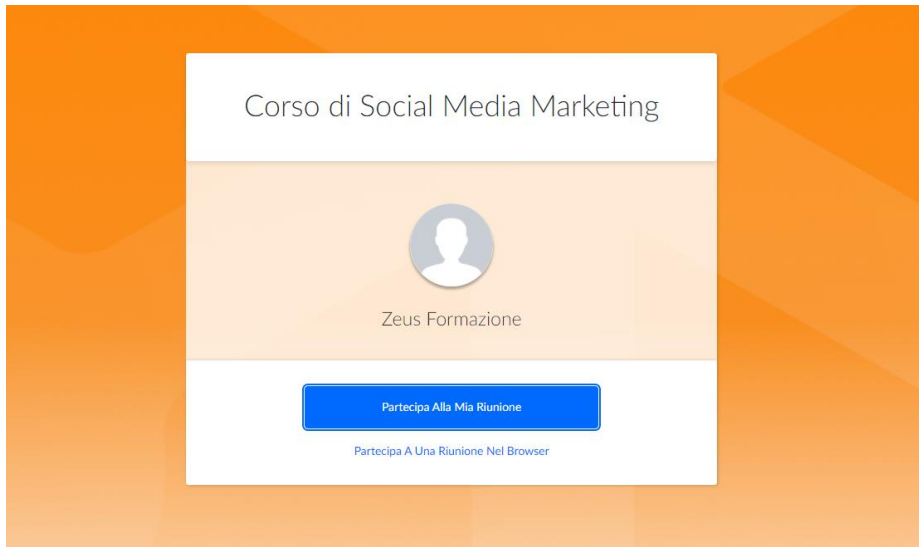 Corso di Social Media Marketing
Zeus Formazione
Partecipa Alla Mia Riunione
Partecipa A Una Riunione Nel Browser